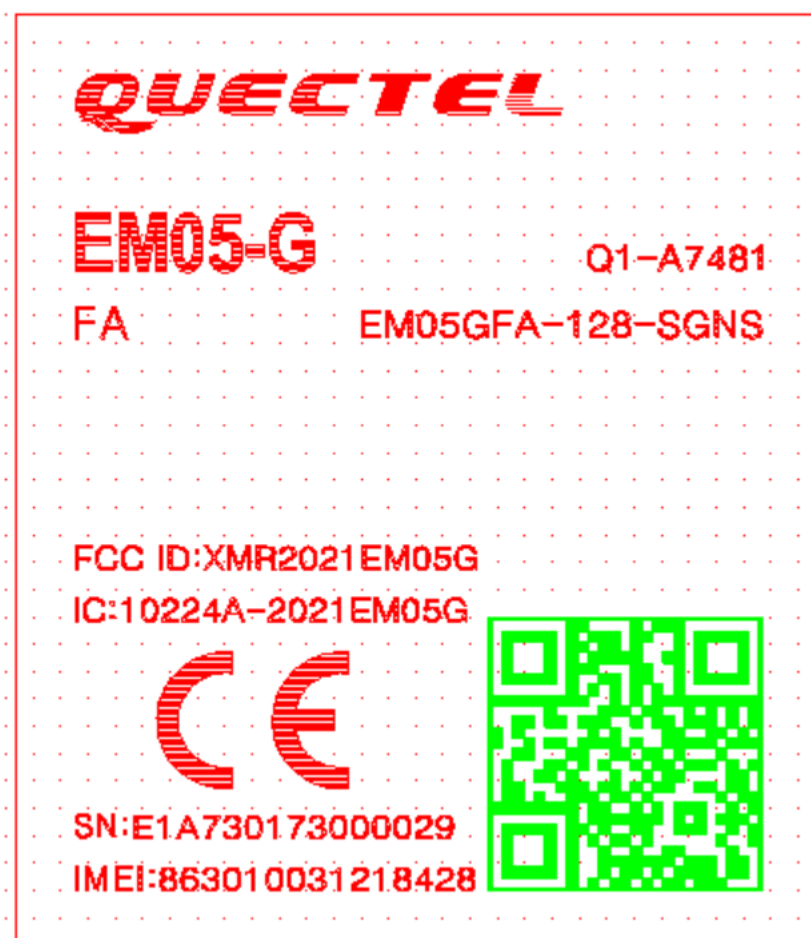 QUECTEL
EM05-G
Q1-A7481
FA
EM05GFA-128-SGNS
FCC ID:XMR2021EM05G
IC:10224A-2021EM05G
CE
SN:E1A730173000029
IMEI:863010031218428